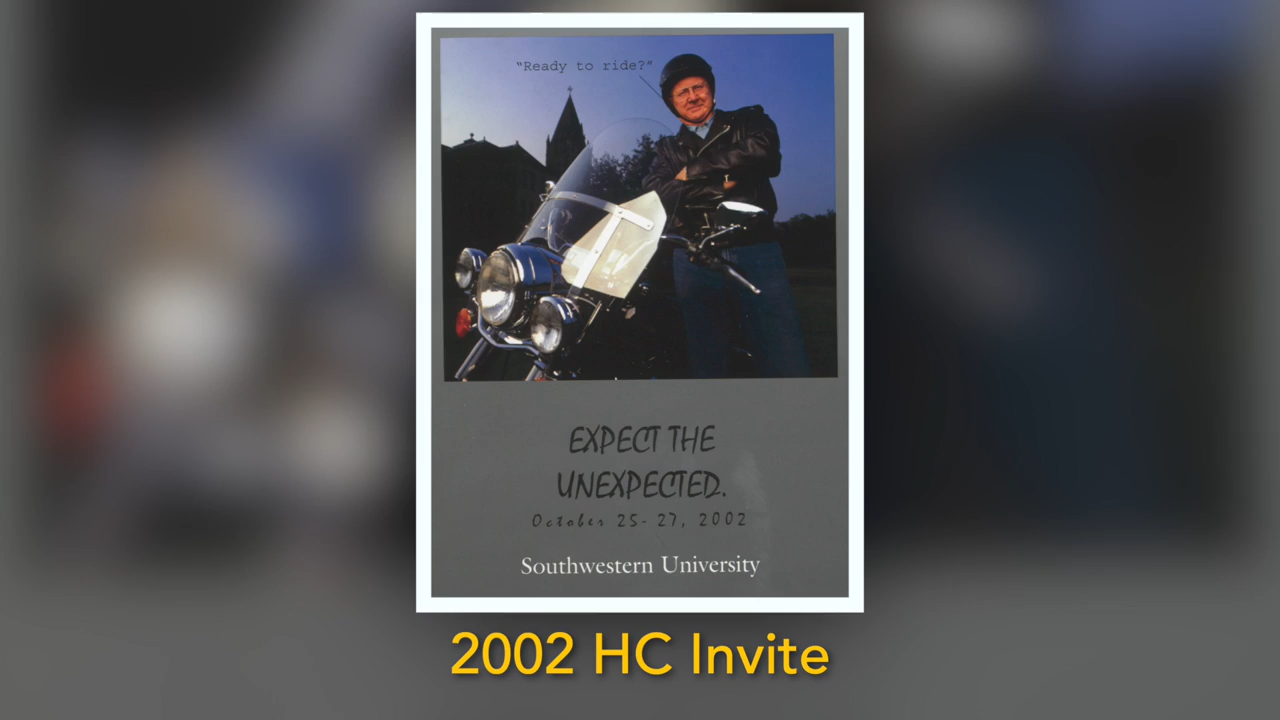 "Ready to ride?"
EXPECT THE
UNEXPECTED.
October 25-27, 2002
Southwestern University
2002 HC Invite